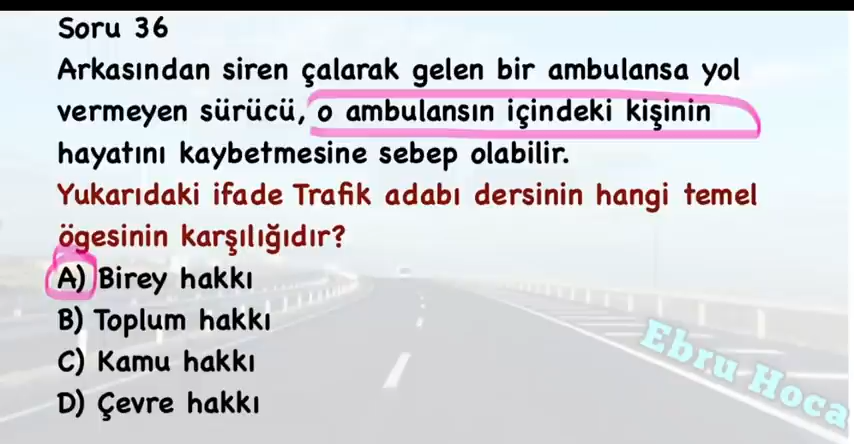 Soru 36
Arkasından siren çalarak gelen bir ambulansa yol
vermeyen sürücü, o ambulansın içindeki kişinin
hayatını kaybetmesine sebep olabilir.
Yukarıdaki ifade Trafik adabı dersinin hangi temel
ögesinin karşılığıdır?
A) Birey hakkı
B) Toplum hakkı
C) Kamu hakkı
D) Çevre hakkı
Ebru Hoca